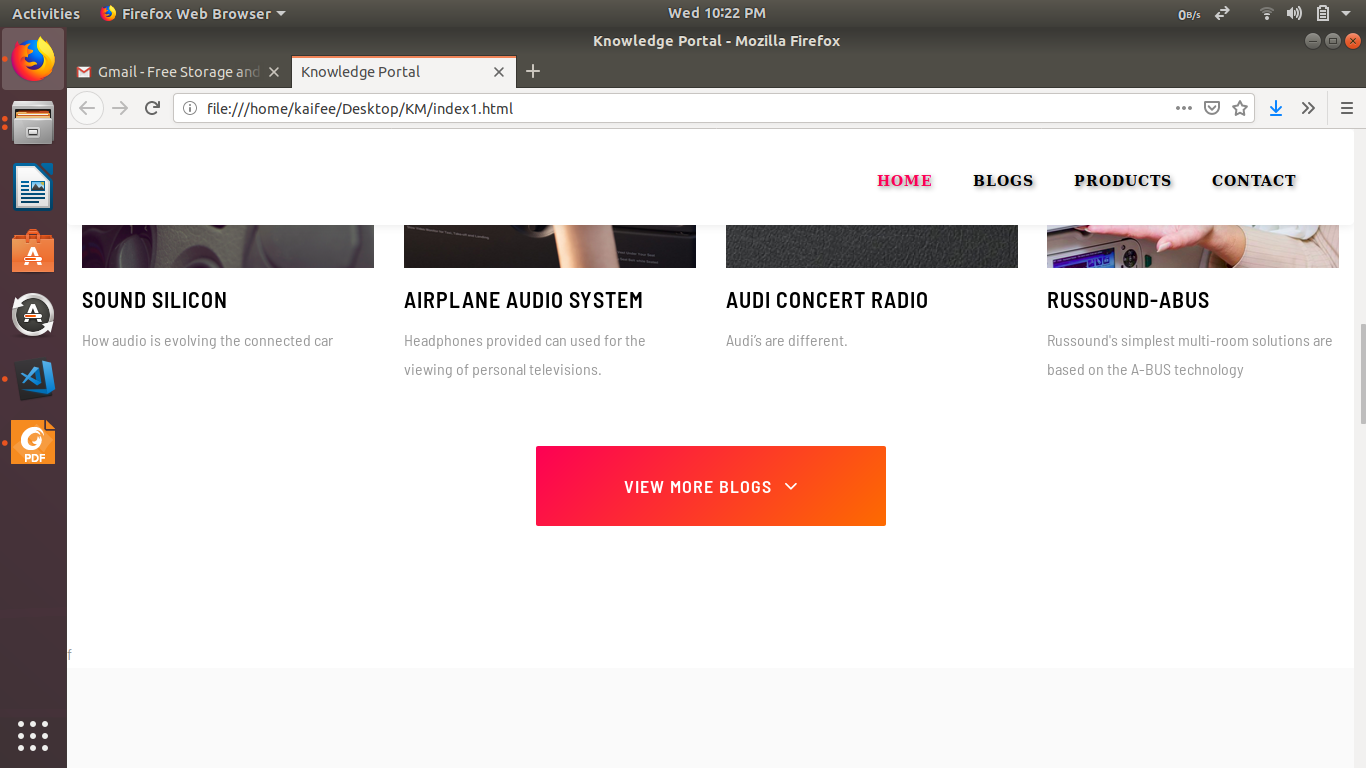 Activities Firefox Web Browser Wed 10:22 PM 0B/s
Knowledge Portal - Mozilla Firefox
Gmail - Free Storage and Knowledge Portal
file:///home/kaifee/Desktop/KM/index1.html
HOME BLOGS PRODUCTS CONTACT
SOUND SILICON AIRPLANE AUDIO SYSTEM AUDI CONCERT RADIO RUSSOUND-ABUS
How audio is evolving the connected car Headphones provided can used for the Audi's are different. Russound's simplest multi-room solutions are
viewing of personal televisions. based on the A-BUS technology
PDF
VIEW MORE BLOGS
f